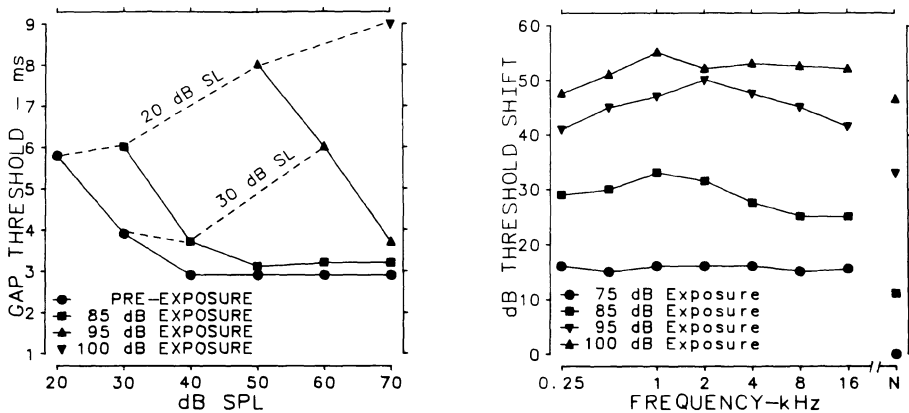 GAP THRESHOLD - ms
9
8
7
6
5
4
3
2
1
20 dB SL
30 dB SL
PRE-EXPOSURE
85 dB EXPOSURE
95 dB EXPOSURE
100 dB EXPOSURE
20 30 40 50 60 70
dB SPL
dB THRESHOLD SHIFT
60
50
40
30
20
10
0
75 dB Exposure
85 dB Exposure
95 dB Exposure
100 dB Exposure
0.25 1 2 4 8 16 N
FREQUENCY-kHz